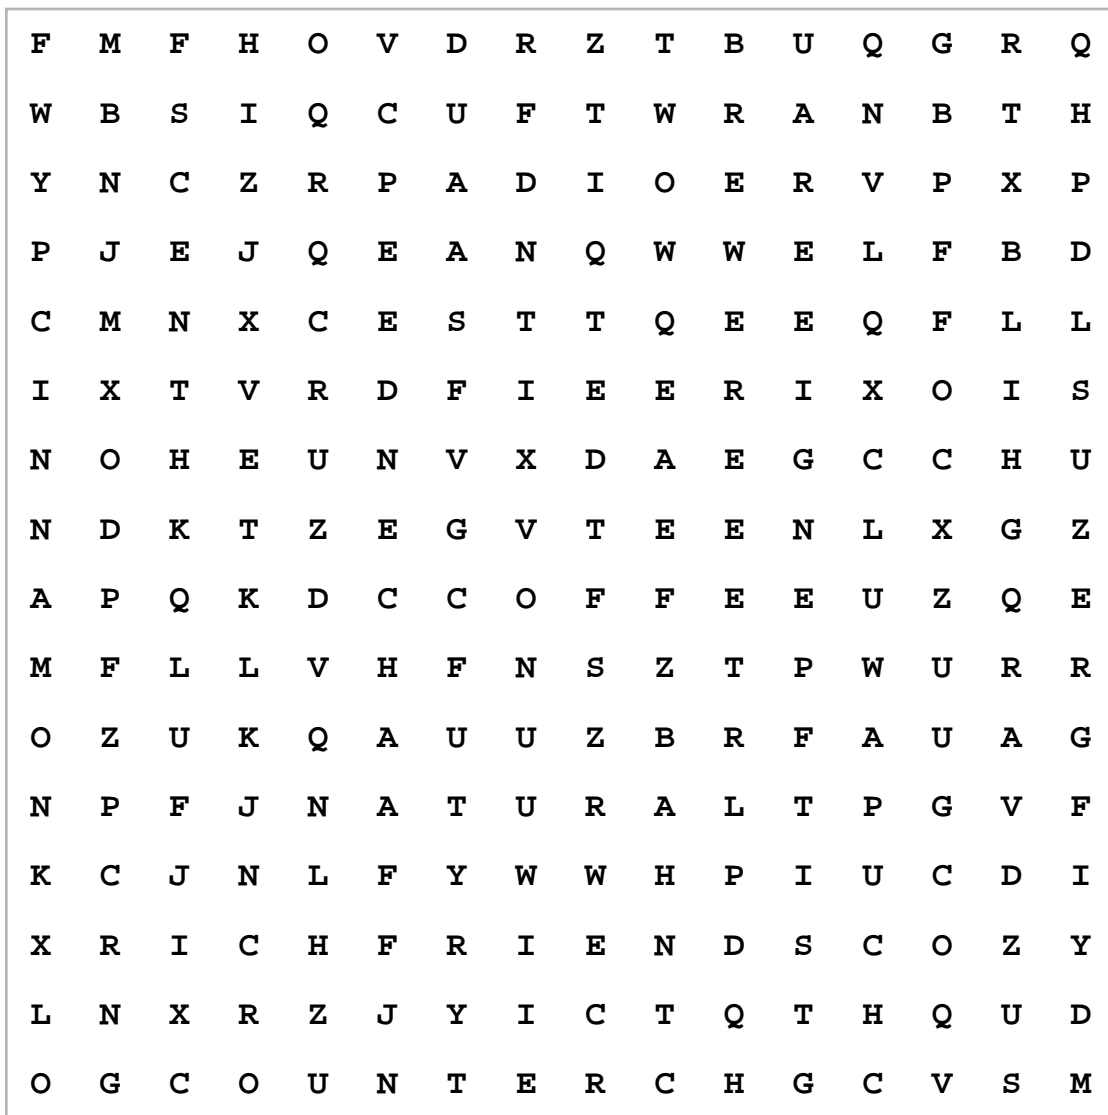 F M F H O V D R Z T B U Q G R Q
W B S I Q C U F T W R A N B T H
Y N C Z R P A D I O E R V P X P
P J E J Q E A N Q W W E L F B D
C M N X C E S T T Q E E Q F L L
I X T V R D F I E E R I X O I S
N O H E U N V X D A E G C C H U
N D K T Z E G V T E E N L X G Z
A P Q K D C C O F F E E U Z Q E
M F L L V H F N S Z T P W U R R
O Z U K Q A U U Z B R F A U A G
N P F J N A T U R A L T P G V F
K C J N L F Y W W H P I U C D I
X R I C H F R I E N D S C O Z Y
L N X R Z J Y I C T Q T H Q U D
O G C O U N T E R C H G C V S M